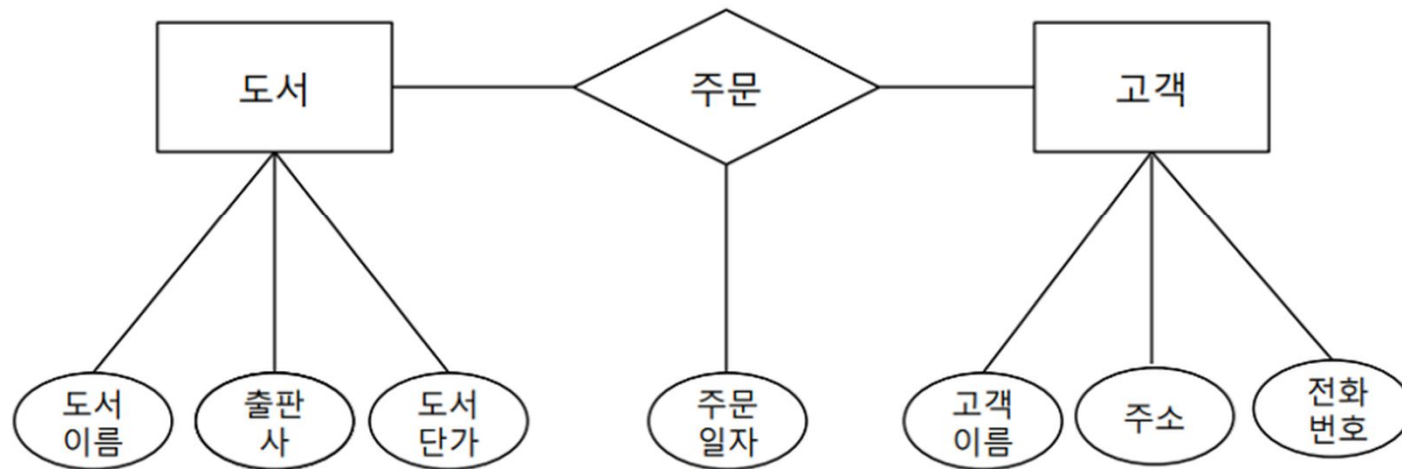 도서
주문
고객
도서
이름
출판
사
도서
단가
주문
일자
고객
이름
주소
전화
번호